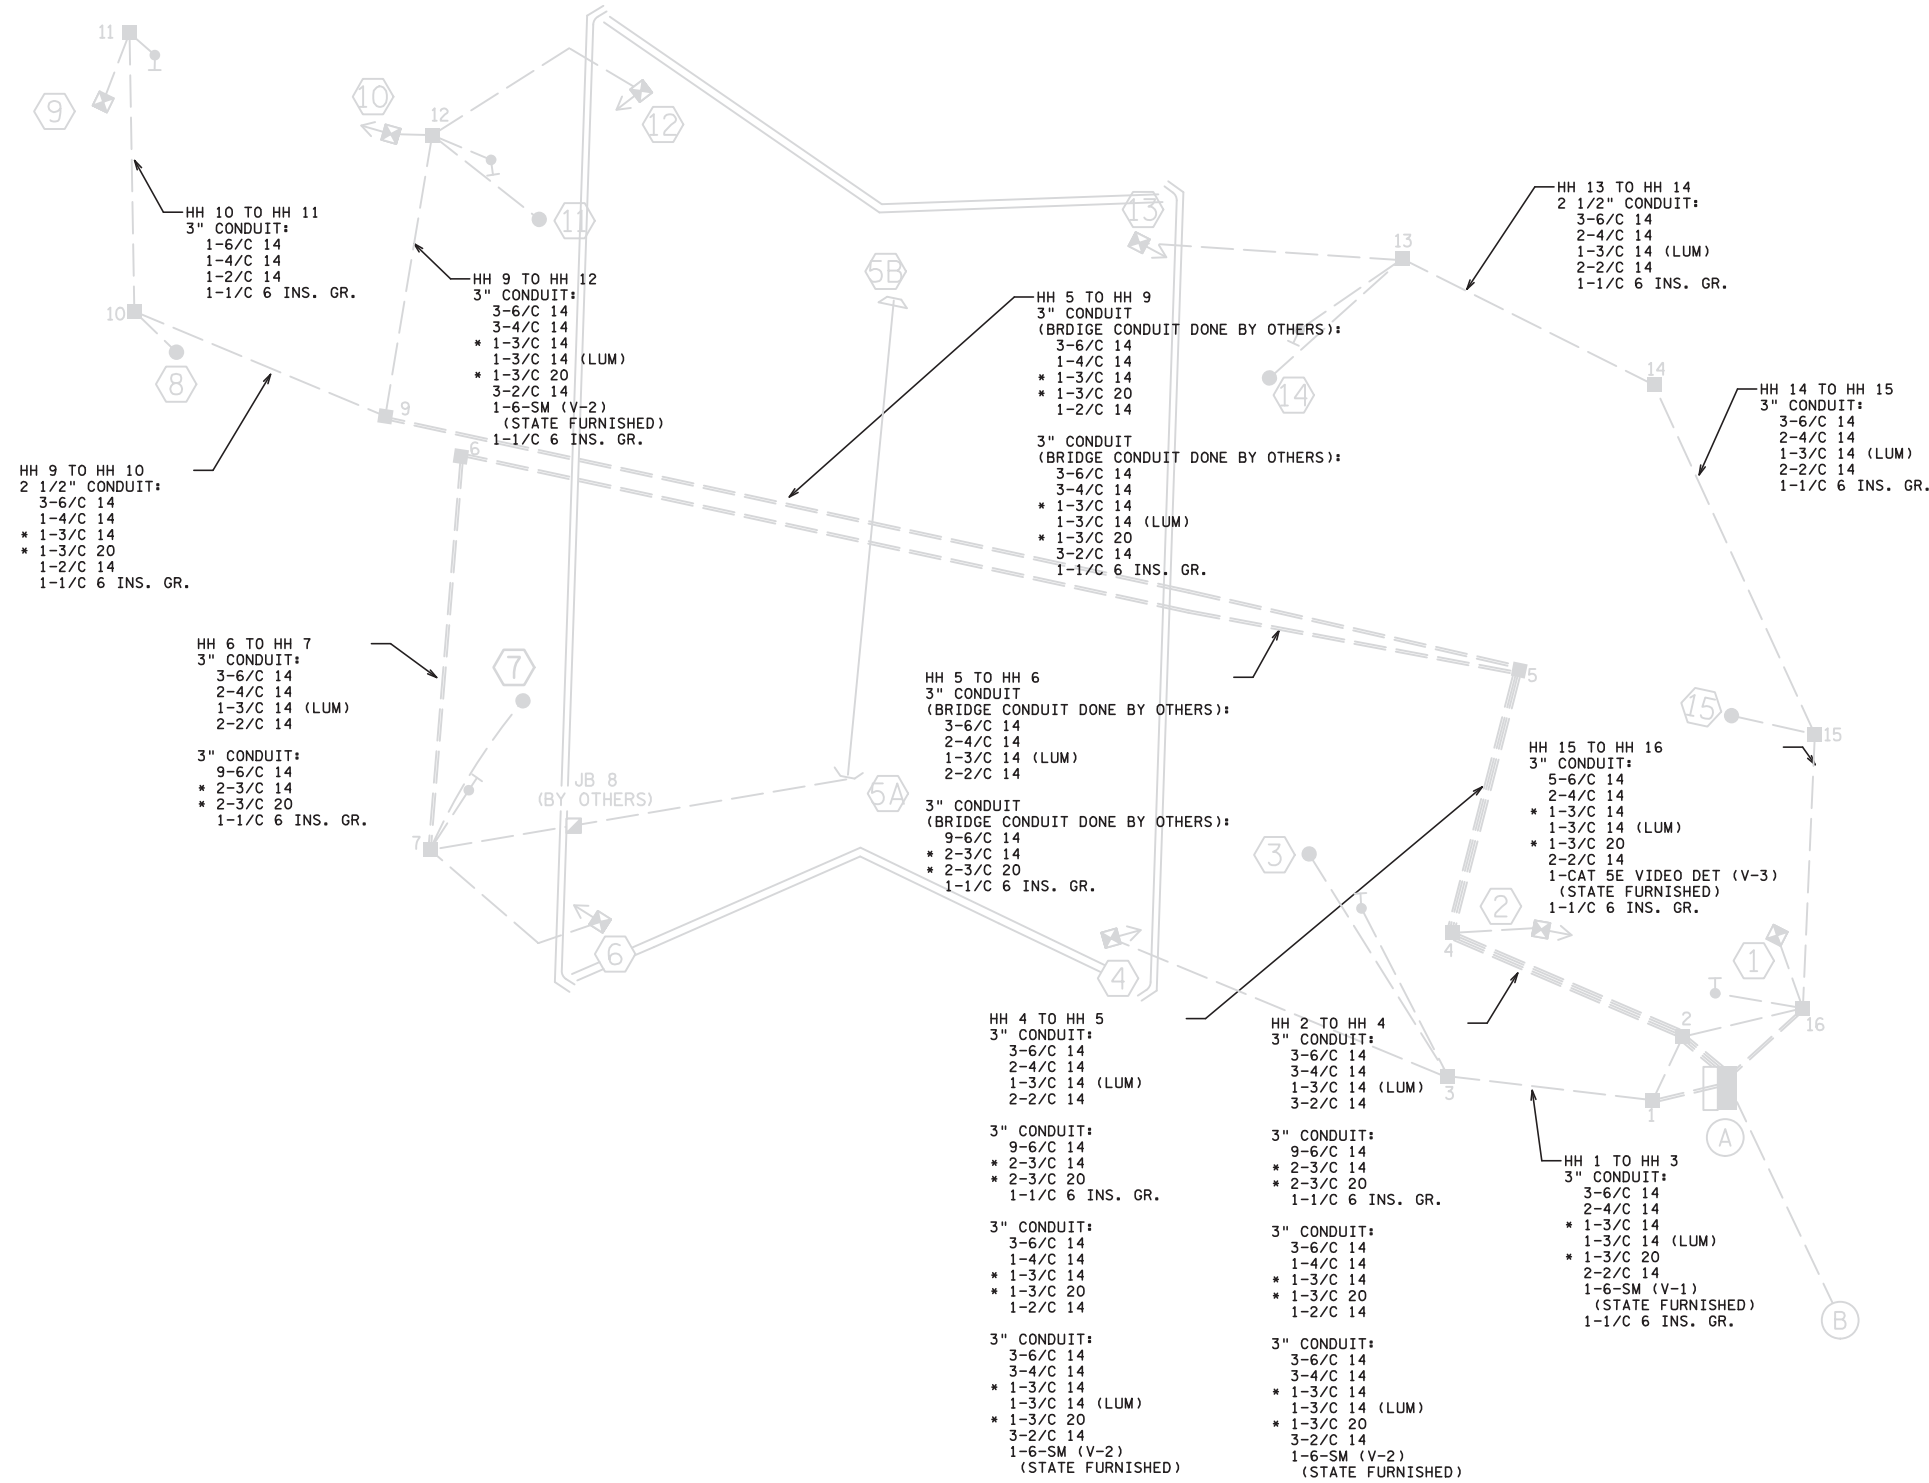 11
9
10
12
12
11
HH 10 TO HH 11
3" CONDUIT:
1-6/C 14
1-4/C 14
1-2/C 14
1-1/C 6 INS. GR.
10
8
9
HH 9 TO HH 12
3" CONDUIT:
3-6/C 14
3-4/C 14
* 1-3/C 14
1-3/C 14 (LUM)
* 1-3/C 20
3-2/C 14
1-6-SM (V-2)
(STATE FURNISHED)
1-1/C 6 INS. GR.
5B
13
13
HH 5 TO HH 9
3" CONDUIT
(BRDIGE CONDUIT DONE BY OTHERS):
3-6/C 14
1-4/C 14
* 1-3/C 14
* 1-3/C 20
1-2/C 14
3" CONDUIT
(BRIDGE CONDUIT DONE BY OTHERS):
3-6/C 14
3-4/C 14
* 1-3/C 14
1-3/C 14 (LUM)
* 1-3/C 20
3-2/C 14
1-1/C 6 INS. GR.
14
HH 13 TO HH 14
2 1/2" CONDUIT:
3-6/C 14
2-4/C 14
1-3/C 14 (LUM)
2-2/C 14
1-1/C 6 INS. GR.
14
HH 14 TO HH 15
3" CONDUIT:
3-6/C 14
2-4/C 14
1-3/C 14 (LUM)
2-2/C 14
1-1/C 6 INS. GR.
HH 9 TO HH 10
2 1/2" CONDUIT:
3-6/C 14
1-4/C 14
* 1-3/C 14
* 1-3/C 20
1-2/C 14
1-1/C 6 INS. GR.
6
HH 6 TO HH 7
3" CONDUIT:
3-6/C 14
2-4/C 14
1-3/C 14 (LUM)
2-2/C 14
3" CONDUIT:
9-6/C 14
* 2-3/C 14
* 2-3/C 20
1-1/C 6 INS. GR.
7
7
JB 8
(BY OTHERS)
5A
6
HH 5 TO HH 6
3" CONDUIT
(BRIDGE CONDUIT DONE BY OTHERS):
3-6/C 14
2-4/C 14
1-3/C 14 (LUM)
2-2/C 14
3" CONDUIT
(BRIDGE CONDUIT DONE BY OTHERS):
9-6/C 14
* 2-3/C 14
* 2-3/C 20
1-1/C 6 INS. GR.
5
15
15
HH 15 TO HH 16
3" CONDUIT:
5-6/C 14
2-4/C 14
* 1-3/C 14
1-3/C 14 (LUM)
* 1-3/C 20
2-2/C 14
1-CAT 5E VIDEO DET (V-3)
(STATE FURNISHED)
1-1/C 6 INS. GR.
3
2
4
4
1
2
16
3
1
A
B
HH 4 TO HH 5
3" CONDUIT:
3-6/C 14
2-4/C 14
1-3/C 14 (LUM)
2-2/C 14
3" CONDUIT:
9-6/C 14
* 2-3/C 14
* 2-3/C 20
1-1/C 6 INS. GR.
3" CONDUIT:
3-6/C 14
1-4/C 14
* 1-3/C 14
* 1-3/C 20
1-2/C 14
3" CONDUIT:
3-6/C 14
3-4/C 14
* 1-3/C 14
1-3/C 14 (LUM)
* 1-3/C 20
3-2/C 14
1-6-SM (V-2)
(STATE FURNISHED)
HH 2 TO HH 4
3" CONDUIT:
3-6/C 14
3-4/C 14
1-3/C 14 (LUM)
3-2/C 14
3" CONDUIT:
9-6/C 14
* 2-3/C 14
* 2-3/C 20
1-1/C 6 INS. GR.
3" CONDUIT:
3-6/C 14
1-4/C 14
* 1-3/C 14
* 1-3/C 20
1-2/C 14
3" CONDUIT:
3-6/C 14
3-4/C 14
* 1-3/C 14
1-3/C 14 (LUM)
* 1-3/C 20
3-2/C 14
1-6-SM (V-2)
(STATE FURNISHED)
HH 1 TO HH 3
3" CONDUIT:
3-6/C 14
2-4/C 14
* 1-3/C 14
1-3/C 14 (LUM)
* 1-3/C 20
2-2/C 14
1-6-SM (V-1)
(STATE FURNISHED)
1-1/C 6 INS. GR.